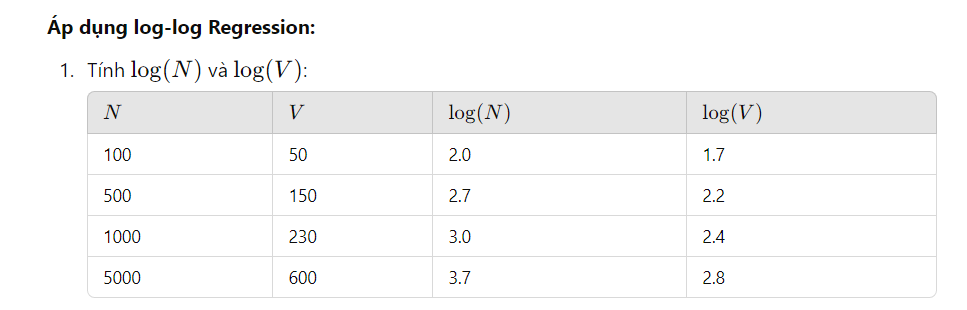 Áp dụng log-log Regression:
1. Tính log(N) và log(V):
N V log(N) log(V)
100 50 2.0 1.7
500 150 2.7 2.2
1000 230 3.0 2.4
5000 600 3.7 2.8